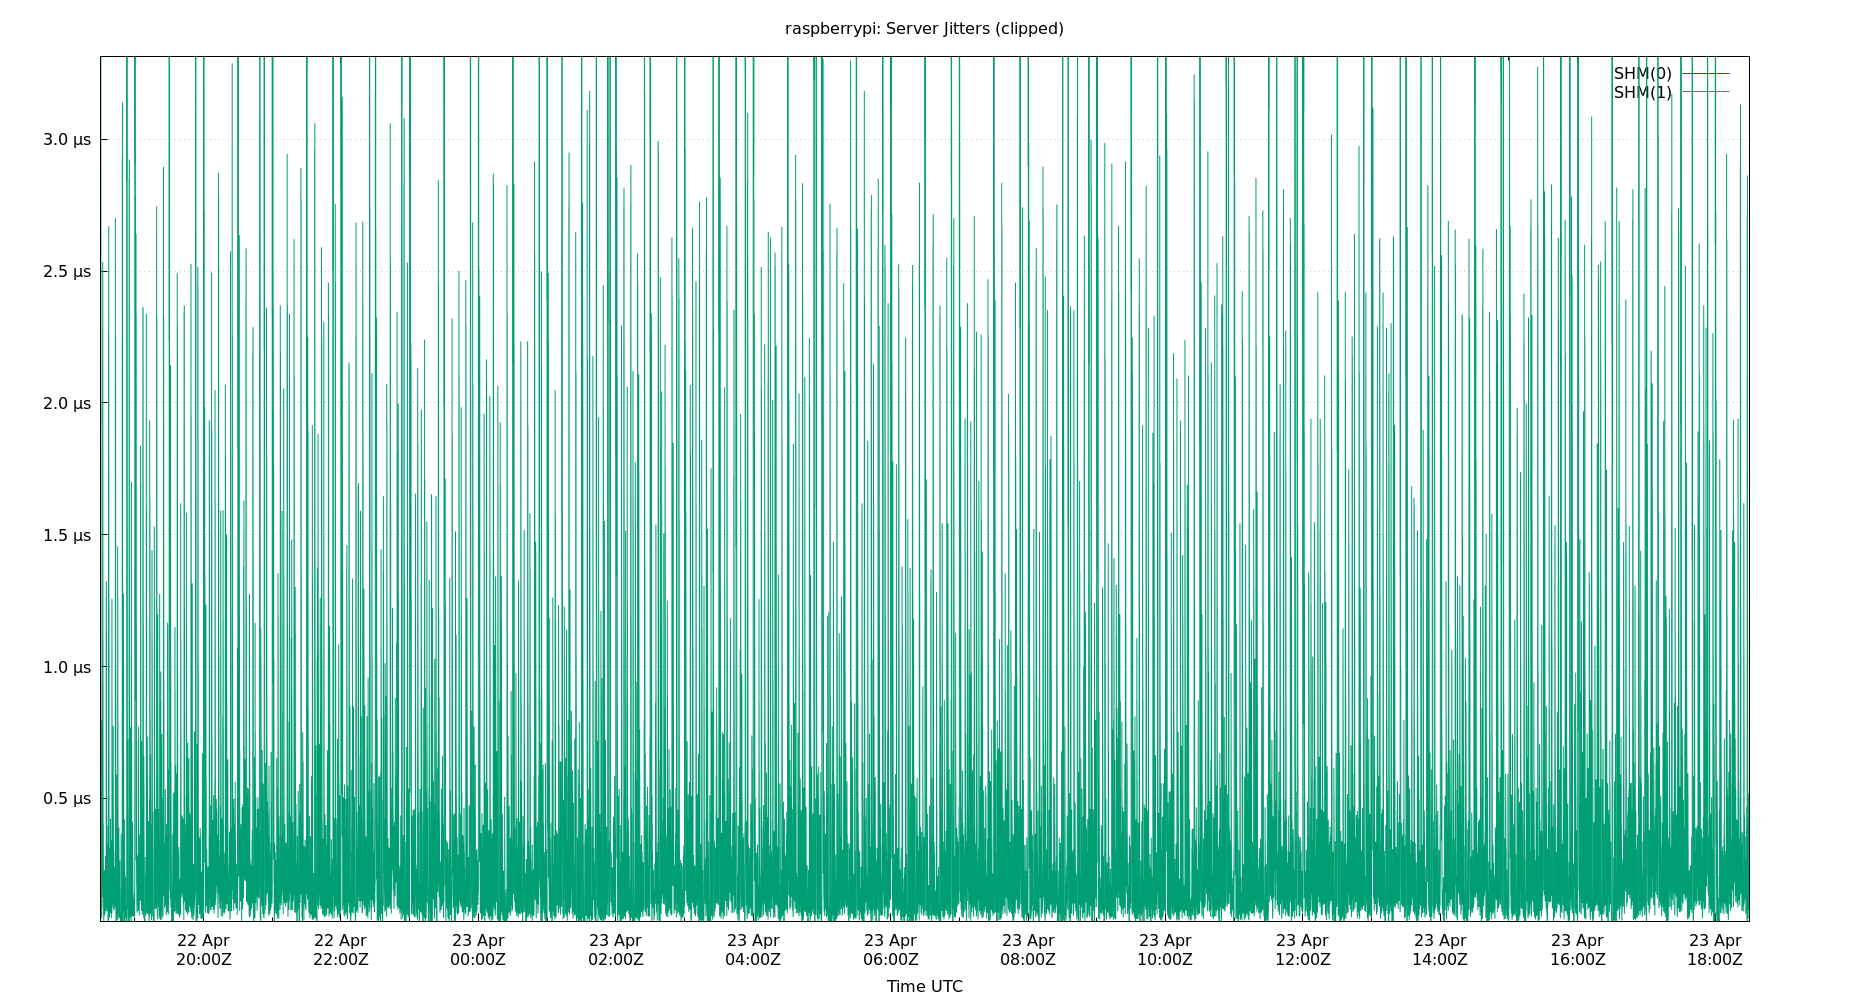 raspberrypi: Server Jitters (clipped)
SHM(0)
SHM(1)
3.0 µs
2.5 µs
2.0 µs
1.5 µs
1.0 µs
0.5 µs
22 Apr 22 Apr 23 Apr 23 Apr 23 Apr 23 Apr 23 Apr 23 Apr 23 Apr 23 Apr 23 Apr 23 Apr
20:00Z 22:00Z 00:00Z 02:00Z 04:00Z 06:00Z 08:00Z 10:00Z 12:00Z 14:00Z 16:00Z 18:00Z
Time UTC